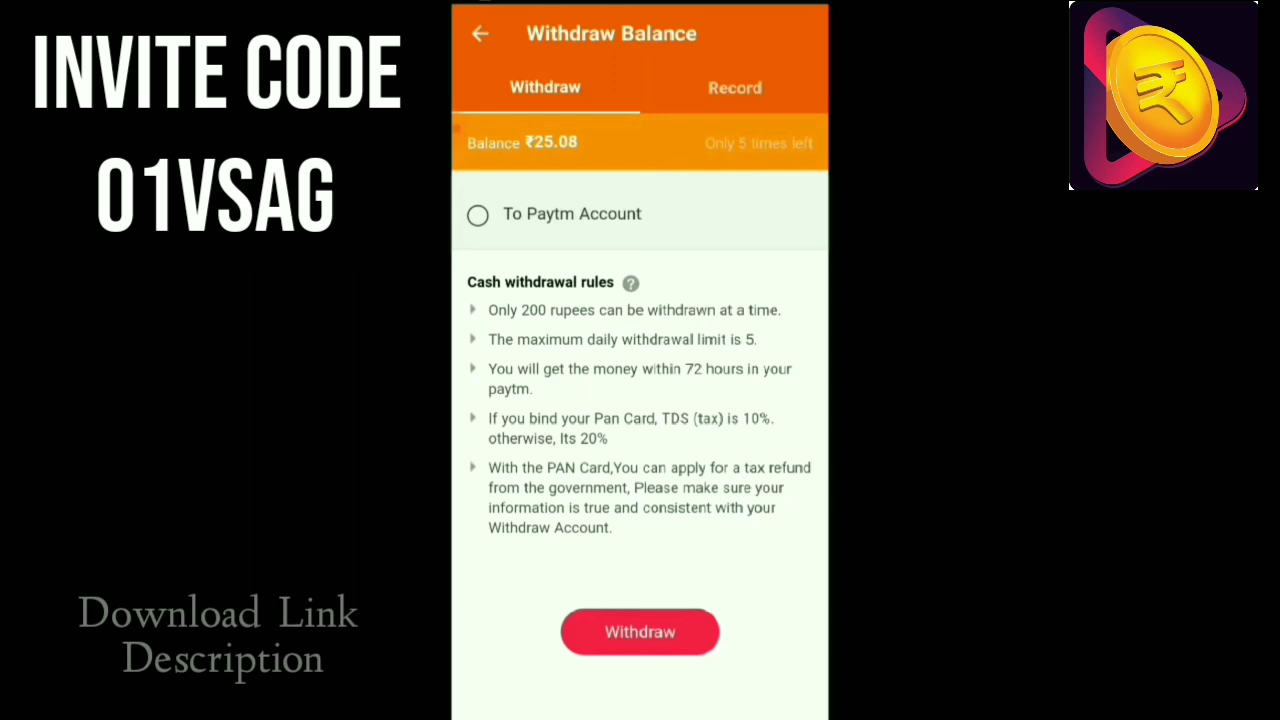 INVITE CODE
01VSAG
Withdraw Balance
Withdraw
Record
Balance ₹25.08
Only 5 times left
To Paytm Account
Cash withdrawal rules ?
Only 200 rupees can be withdrawn at a time.
The maximum daily withdrawal limit is 5.
You will get the money within 72 hours in your
paytm.
If you bind your Pan Card, TDS (tax) is 10%.
otherwise, Its 20%
With the PAN Card,You can apply for a tax refund
from the government, Please make sure your
information is true and consistent with your
Withdraw Account.
Withdraw
Download Link
Description
₹